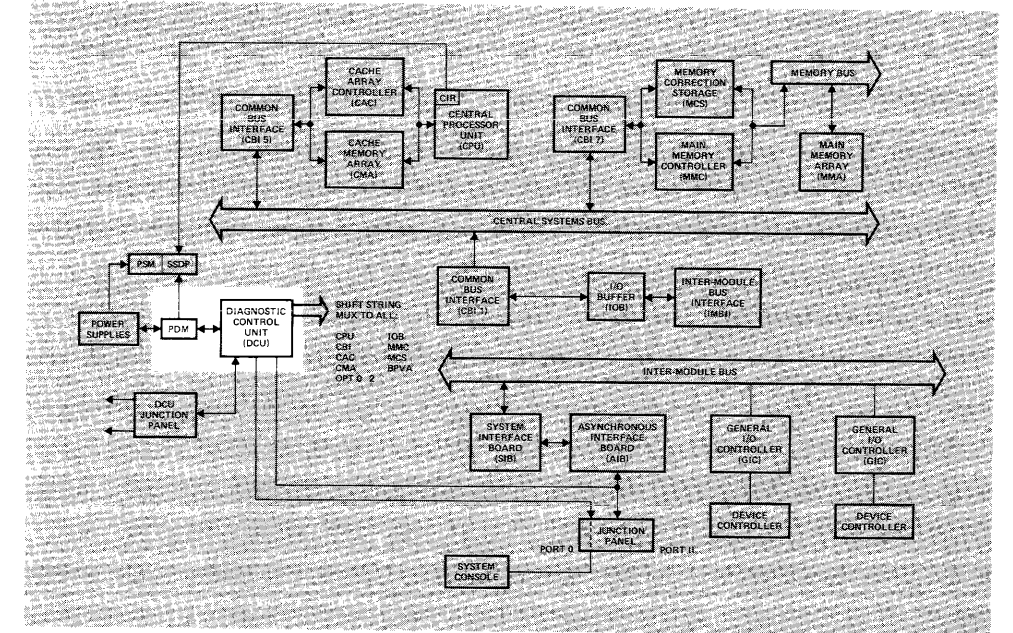 CACHE
ARRAY
CONTROLLER
(CAC)
COMMON
BUS
INTERFACE
(CBI 5)
CACHE
MEMORY
ARRAY
(CMA)
CIR
CENTRAL
PROCESSOR
UNIT
(CPU)
COMMON
BUS
INTERFACE
(CBI 7)
MEMORY
CORRECTION
STORAGE
(MCS)
MAIN
MEMORY
CONTROLLER
(MMC)
MEMORY BUS
MAIN
MEMORY
ARRAY
(MMA)
CENTRAL SYSTEMS BUS
PSM
SSDP
POWER
SUPPLIES
PDM
DIAGNOSTIC
CONTROL
UNIT
(DCU)
SHIFT STRING
MUX TO ALL:
CPU IOB
CBI MMC
CAC MCS
CMA BPVA
OPT 0 2
COMMON
BUS
INTERFACE
(CBI 1)
I/O
BUFFER
(IOB)
INTER-MODULE
BUS
INTERFACE
(IMBI)
INTER-MODULE BUS
DCU
JUNCTION
PANEL
SYSTEM
INTERFACE
BOARD
(SIB)
ASYNCHRONOUS
INTERFACE
BOARD
(AIB)
GENERAL
I/O
CONTROLLER
(GIC)
GENERAL
I/O
CONTROLLER
(GIC)
DEVICE
CONTROLLER
DEVICE
CONTROLLER
JUNCTION
PANEL
PORT 0
SYSTEM
CONSOLE